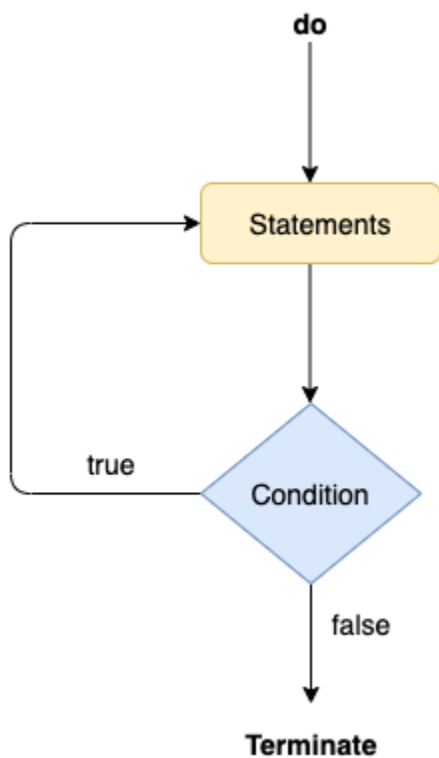 do
Statements
true
Condition
false
Terminate